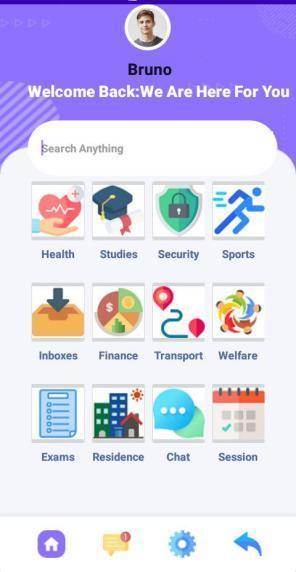 Bruno
Welcome Back:We Are Here For You
Search Anything
Health Studies Security Sports
Inboxes Finance Transport Welfare
Exams Residence Chat Session
1